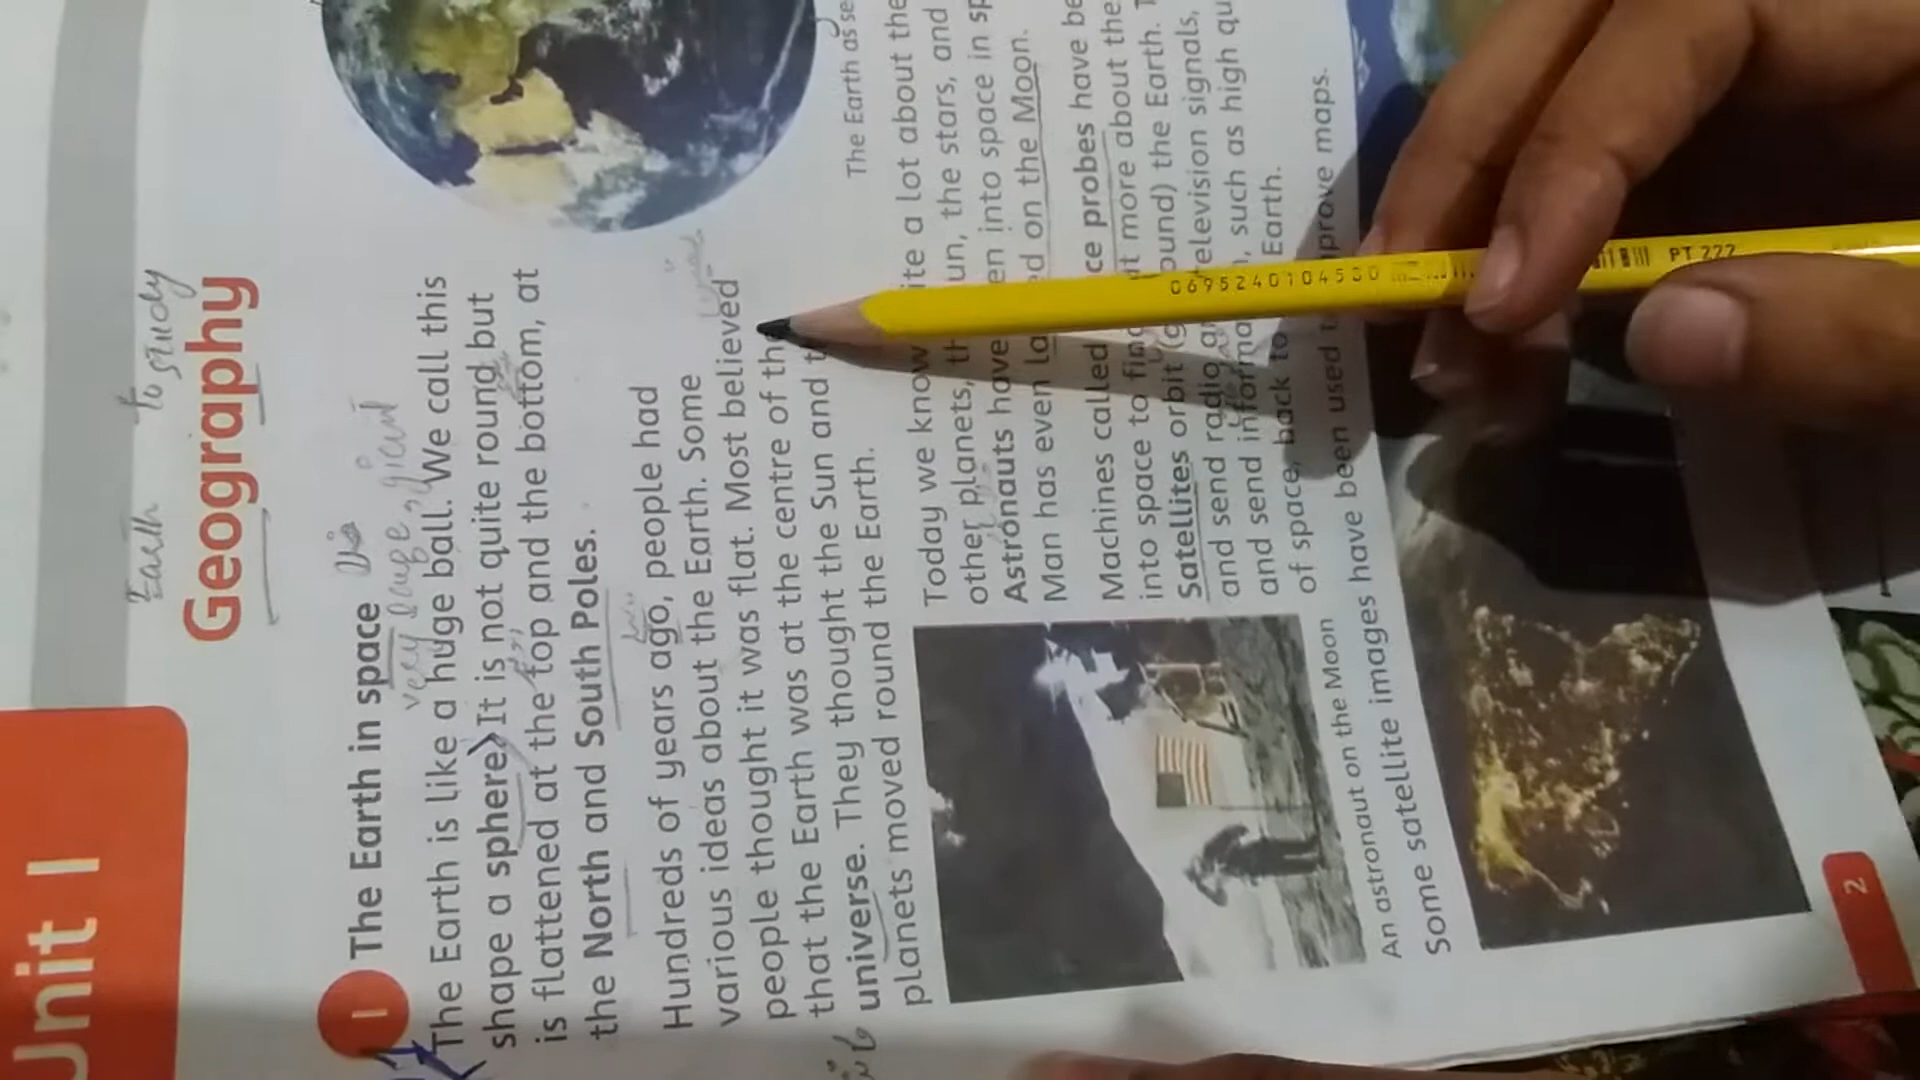 Unit 1
Earth to study
Geography
1 The Earth in space
very large, giant
The Earth is like a huge ball. We call this
shape a sphere. It is not quite round but
is flattened at the top and the bottom, at
the North and South Poles.
Hundreds of years ago, people had
various ideas about the Earth. Some
people thought it was flat. Most believed
that the Earth was at the centre of the
universe. They thought the Sun and
planets moved round the Earth.
The Earth as se
Today we know ite a lot about the
other planets, th un, the stars, and
Astronauts have en into space in sp
Man has even la ed on the Moon.
Machines called ce probes have be
into space to find t more about the
Satellites orbit (g ound) the Earth. T
and send radio a television signals,
and send informa , such as high qu
of space, back to Earth.
An astronaut on the Moon
Some satellite images have been used prove maps.
2
0695240104530
PT 222